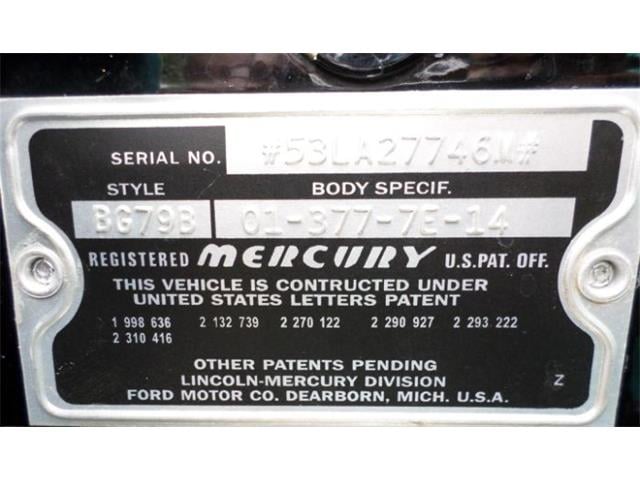 SERIAL NO. #53LA27746M#
STYLE BODY SPECIF.
BG79B 01-377-7E-14
REGISTERED MERCURY U.S.PAT. OFF.
THIS VEHICLE IS CONTRUCTED UNDER
UNITED STATES LETTERS PATENT
1 998 636 2 132 739 2 270 122 2 290 927 2 293 222
2 310 416
OTHER PATENTS PENDING
LINCOLN-MERCURY DIVISION Z
FORD MOTOR CO. DEARBORN, MICH. U.S.A.